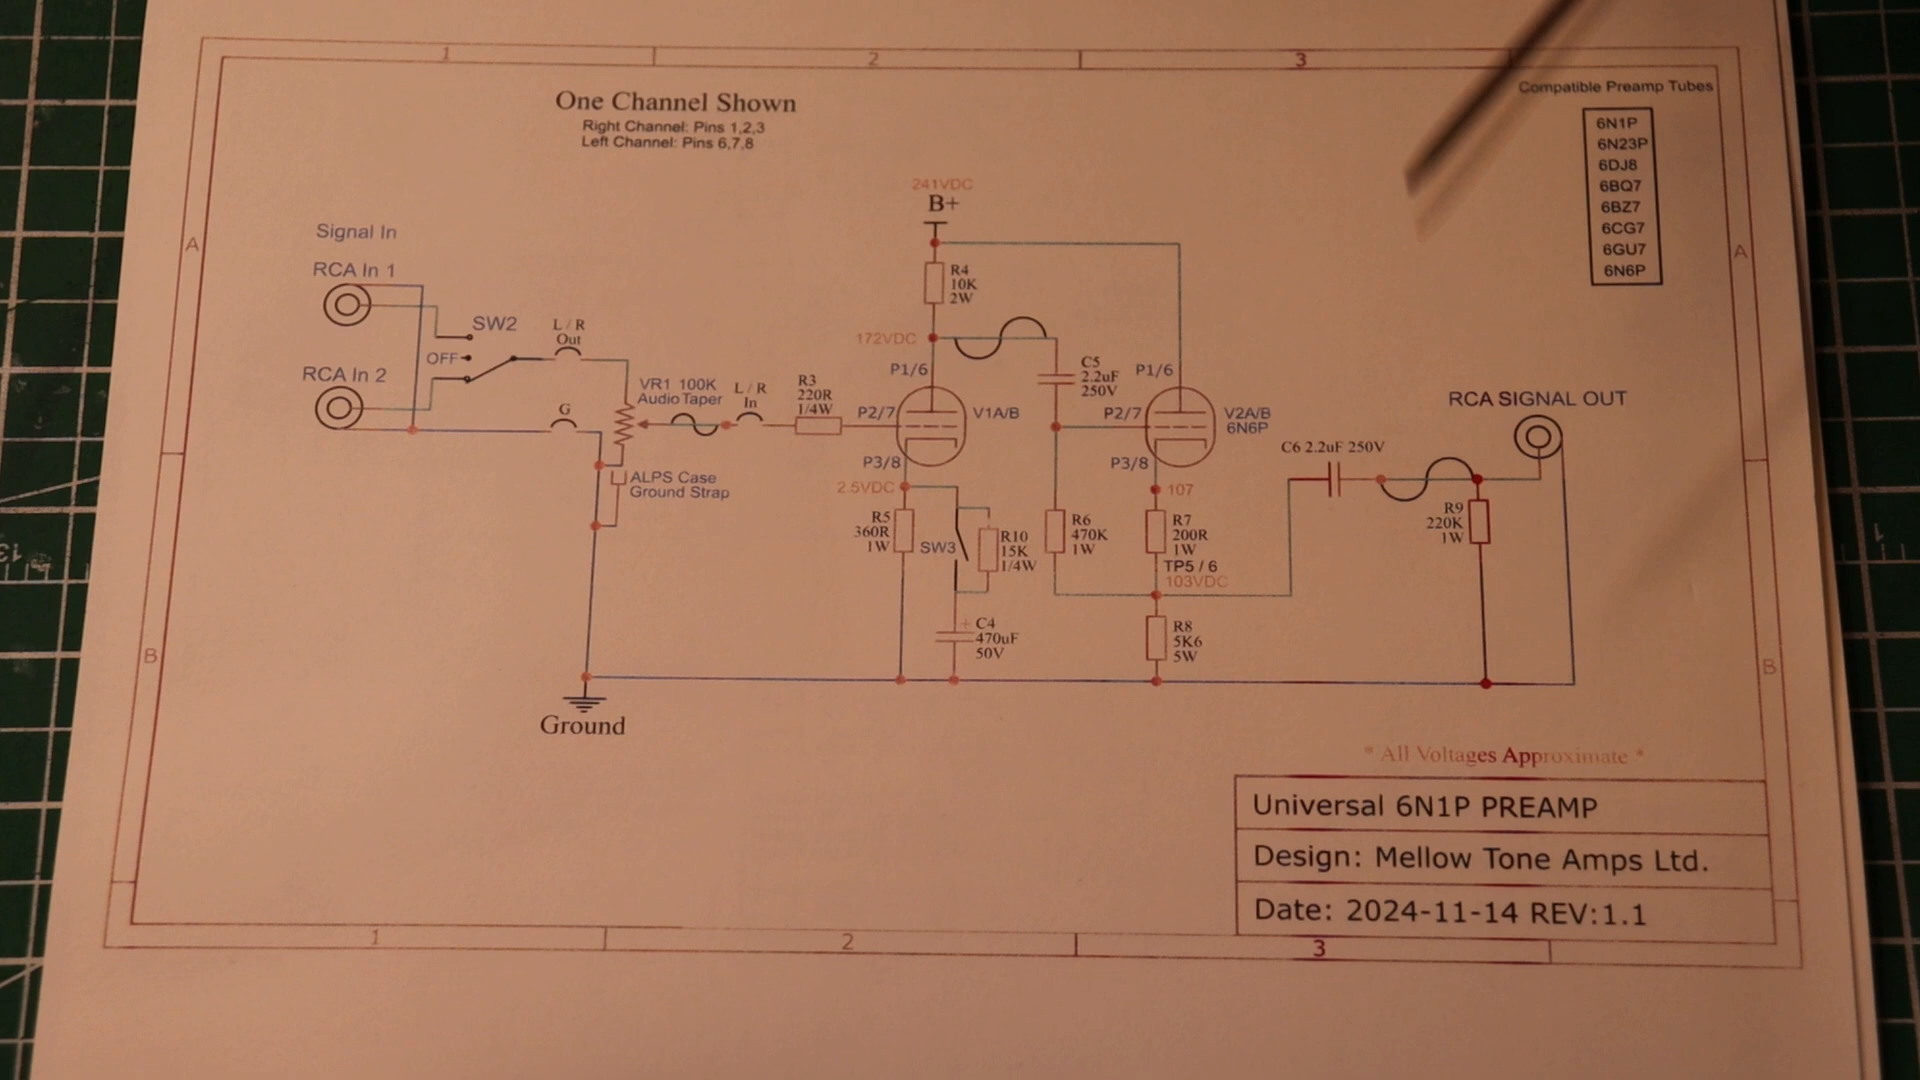 1
2
3
One Channel Shown
Right Channel: Pins 1,2,3
Left Channel: Pins 6,7,8
Compatible Preamp Tubes
6N1P
6N23P
6DJ8
6BQ7
6BZ7
6CG7
6GU7
6N6P
A
A
241VDC
B+
Signal In
RCA In 1
SW2
L / R
Out
OFF
RCA In 2
G
VR1 100K
Audio Taper
L / R
In
R3
220R
1/4W
ALPS Case
Ground Strap
R4
10K
2W
172VDC
P1/6
P2/7
V1A/B
P3/8
2.5VDC
R5
360R
1W
SW3
R10
15K
1/4W
+ C4
470uF
50V
C5
2.2uF
250V
P1/6
P2/7
V2A/B
6N6P
P3/8
107
R6
470K
1W
R7
200R
1W
TP5 / 6
103VDC
R8
5K6
5W
C6 2.2uF 250V
RCA SIGNAL OUT
R9
220K
1W
B
B
Ground
* All Voltages Approximate *
Universal 6N1P PREAMP
Design: Mellow Tone Amps Ltd.
Date: 2024-11-14 REV:1.1
1
2
3
13
1